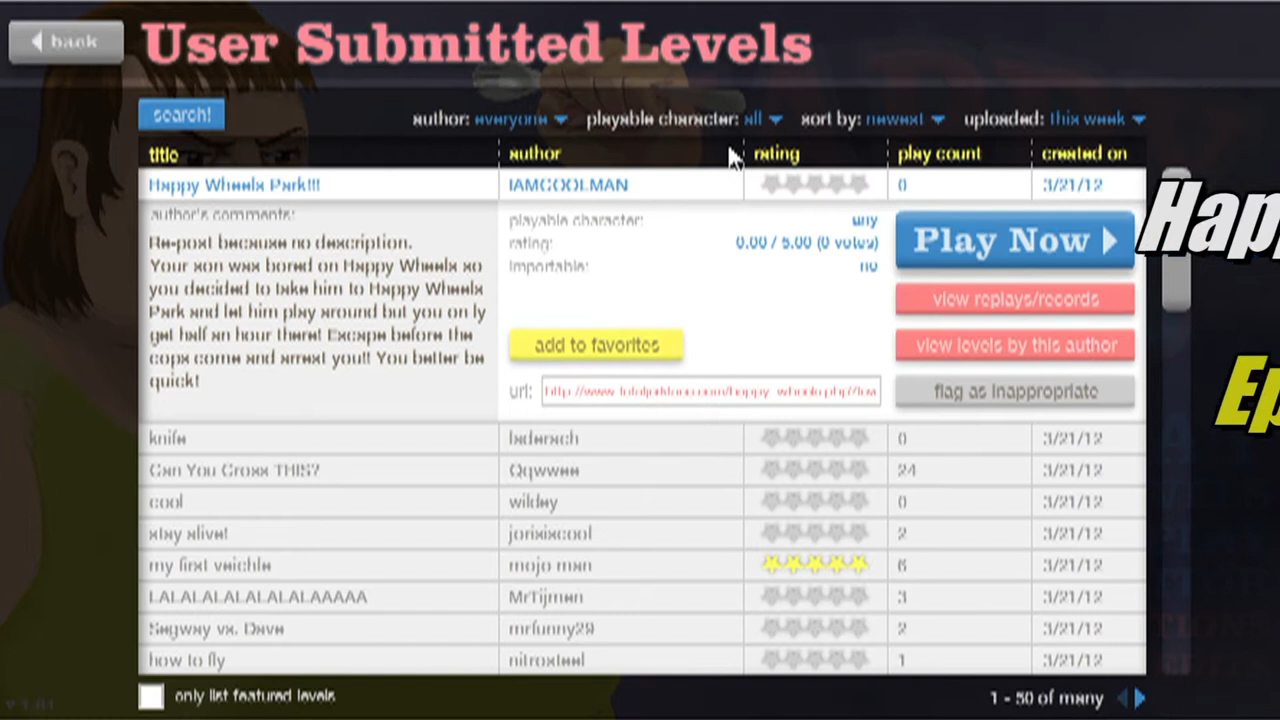 back
User Submitted Levels
search!
author: everyone playable character: all sort by: newest uploaded: this week
title author rating play count created on
Happy Wheels Park!!! IAMCOOLMAN 0 3/21/12
author's comments:
Re-post because no description.
Your son was bored on Happy Wheels so
you decided to take him to Happy Wheels
Park and let him play around but you on ly
get half an hour there! Escape before the
cops come and arrest you!! You better be
quick!
playable character: any
rating: 0.00 / 5.00 (0 votes)
importable: no
add to favorites
url:
Play Now
view replays/records
view levels by this author
flag as inappropriate
Hap
Ep
knife 0 3/21/12
Can You Cross THIS? Qqwwee 24 3/21/12
cool wildey 0 3/21/12
stay alive! jorisiscool 2 3/21/12
my first veichle mojo man 6 3/21/12
LALALALALALALAAAAA MrTijmen 3 3/21/12
Segway vs. Dave mrfunny29 2 3/21/12
how to fly nitrosteel 1 3/21/12
only list featured levels 1 - 50 of many